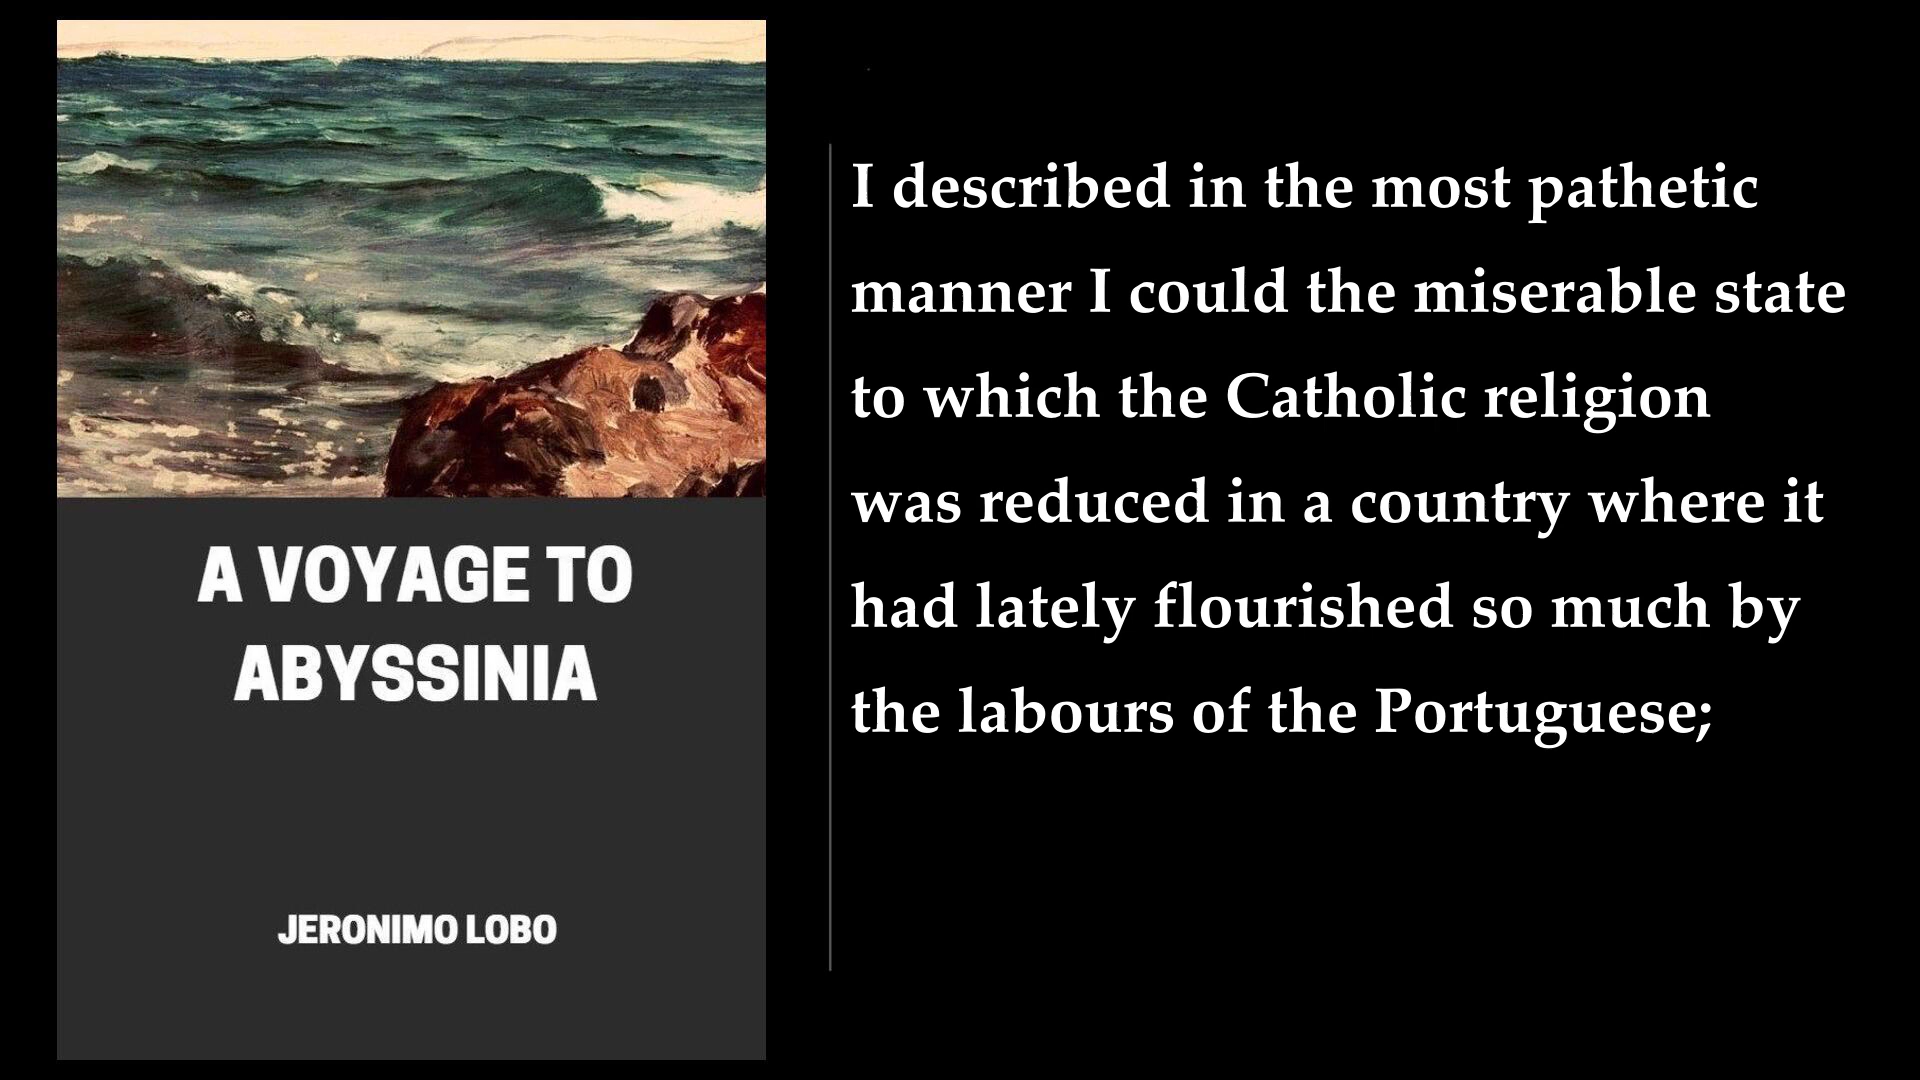 A VOYAGE TO
ABYSSINIA
JERONIMO LOBO
I described in the most pathetic
manner I could the miserable state
to which the Catholic religion
was reduced in a country where it
had lately flourished so much by
the labours of the Portuguese;